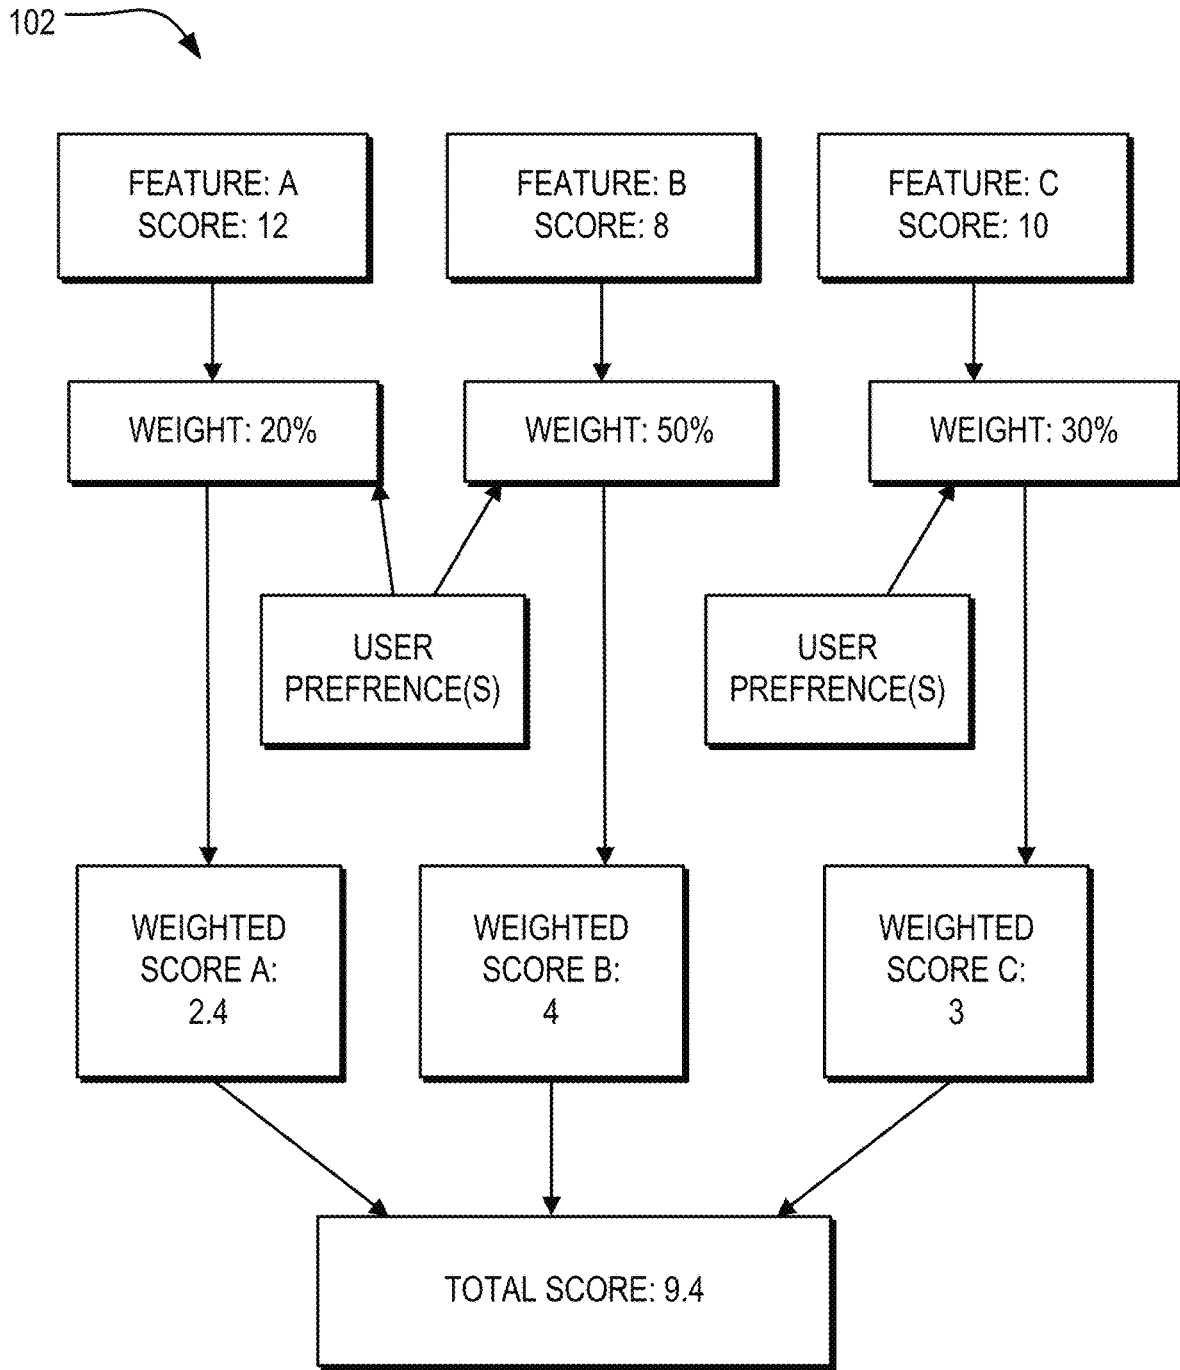 102
FEATURE: A
SCORE: 12
FEATURE: B
SCORE: 8
FEATURE: C
SCORE: 10
WEIGHT: 20%
WEIGHT: 50%
WEIGHT: 30%
USER
PREFRENCE(S)
USER
PREFRENCE(S)
WEIGHTED
SCORE A:
2.4
WEIGHTED
SCORE B:
4
WEIGHTED
SCORE C:
3
TOTAL SCORE: 9.4